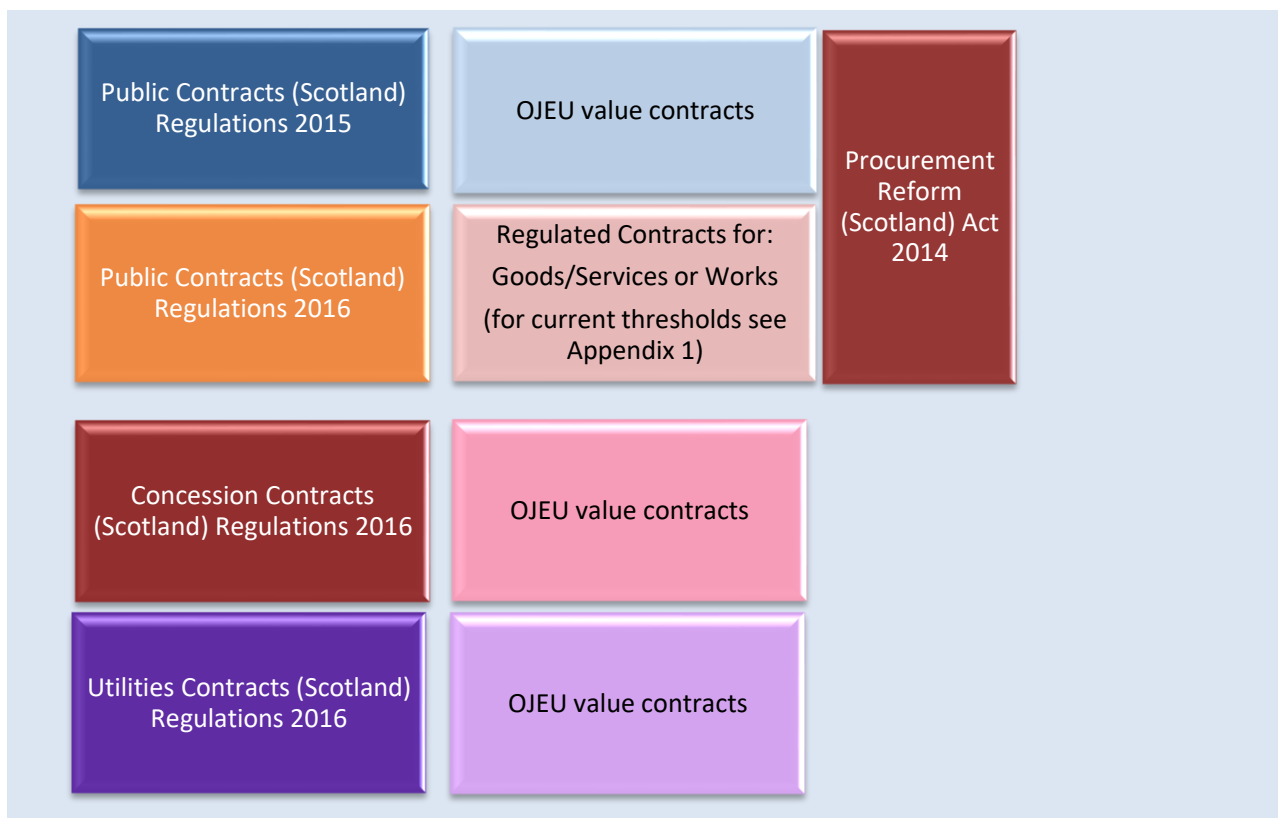 Public Contracts (Scotland)
Regulations 2015
OJEU value contracts
Procurement
Reform
(Scotland) Act
2014
Public Contracts (Scotland)
Regulations 2016
Regulated Contracts for:
Goods/Services or Works
(for current thresholds see
Appendix 1)
Concession Contracts
(Scotland) Regulations 2016
OJEU value contracts
Utilities Contracts (Scotland)
Regulations 2016
OJEU value contracts